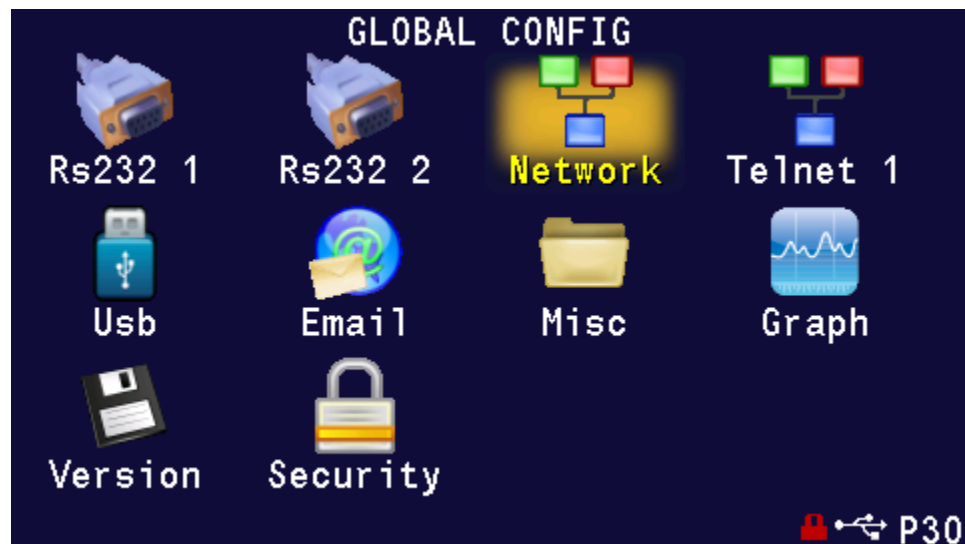 GLOBAL CONFIG
Rs232 1 Rs232 2 Network Telnet 1
Usb Email Misc Graph
Version Security
P30